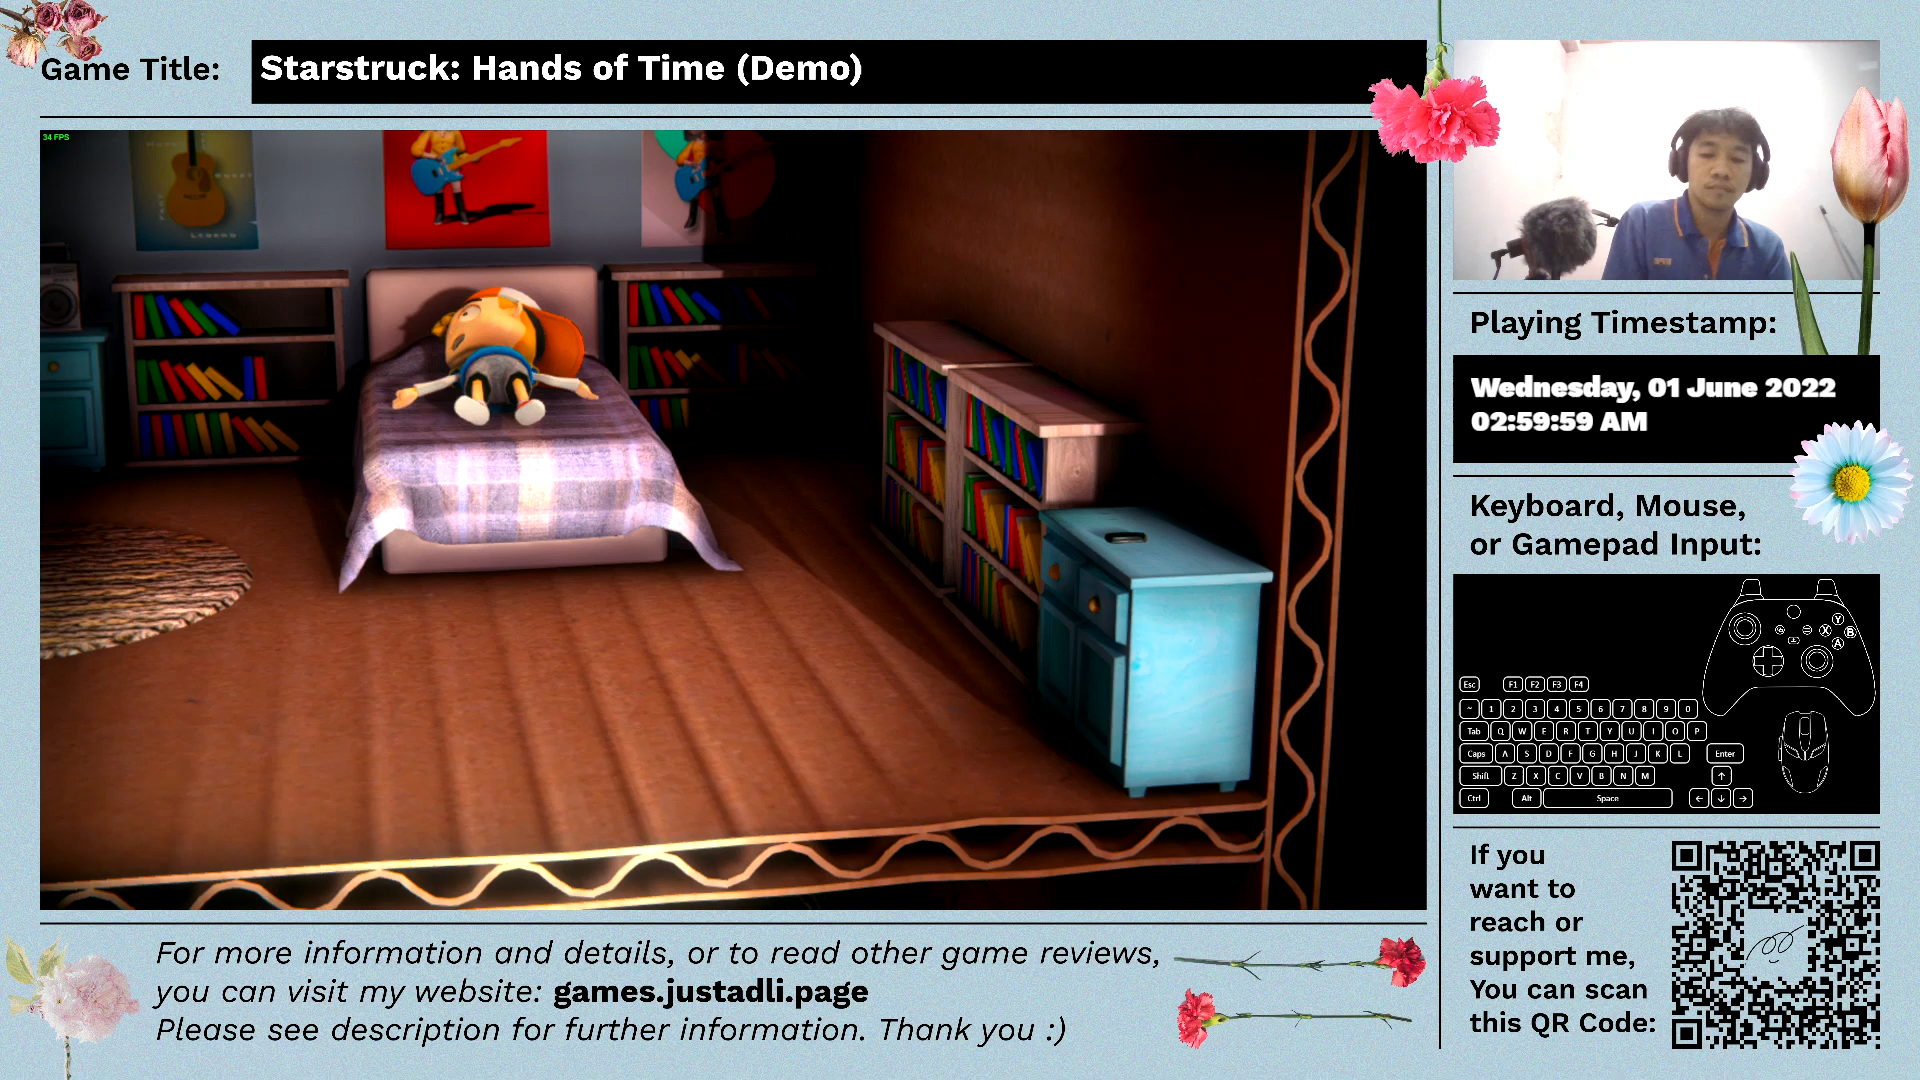 Game Title:
Starstruck: Hands of Time (Demo)
34 FPS
LEGEND
Playing Timestamp:
Wednesday, 01 June 2022
02:59:59 AM
Keyboard, Mouse,
or Gamepad Input:
Y
X B
A
Esc F1 F2 F3 F4
~ 1 2 3 4 5 6 7 8 9 0
Tab Q W E R T Y U I O P
Caps A S D F G H J K L Enter
Shift Z X C V B N M ↑
Ctrl Alt Space ← ↓ →
If you
want to
reach or
support me,
You can scan
this QR Code:
For more information and details, or to read other game reviews,
you can visit my website: games.justadli.page
Please see description for further information. Thank you :)